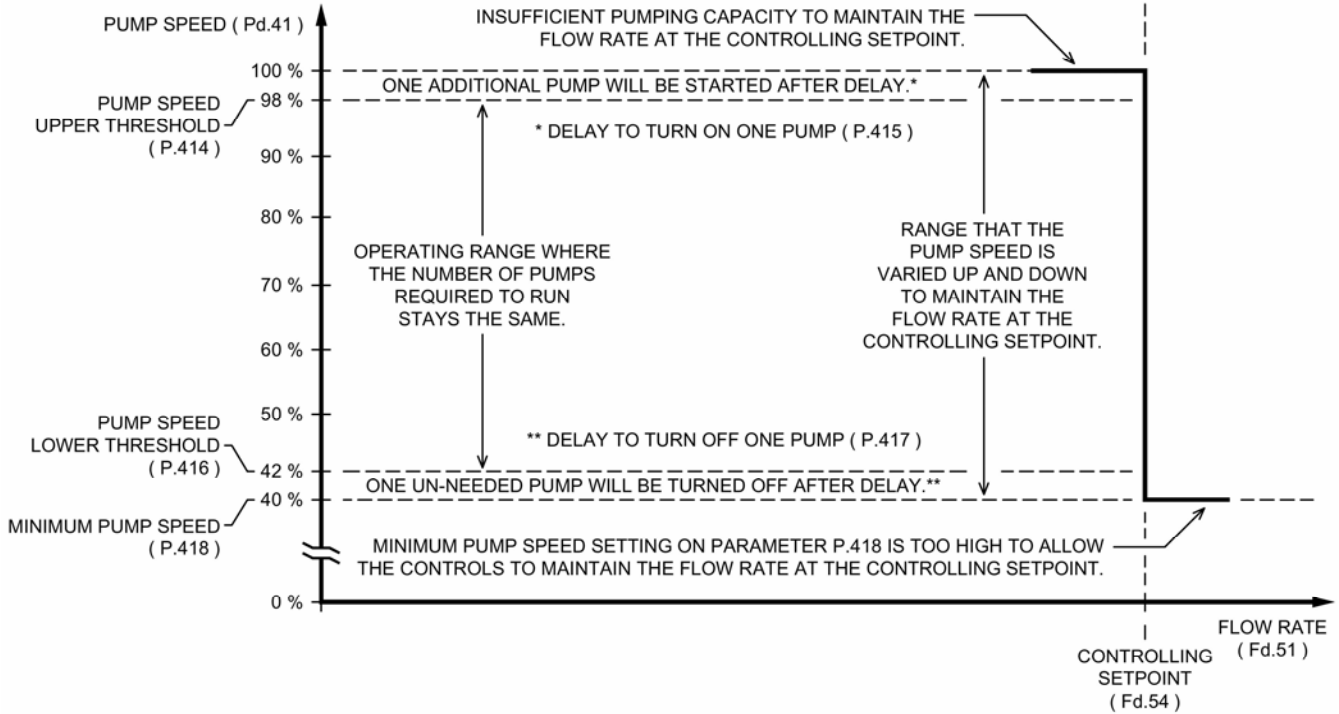 PUMP SPEED ( Pd.41 )
INSUFFICIENT PUMPING CAPACITY TO MAINTAIN THE
FLOW RATE AT THE CONTROLLING SETPOINT.
100 %
ONE ADDITIONAL PUMP WILL BE STARTED AFTER DELAY.*
PUMP SPEED
UPPER THRESHOLD
( P.414 )
98 %
* DELAY TO TURN ON ONE PUMP ( P.415 )
90 %
80 %
OPERATING RANGE WHERE
THE NUMBER OF PUMPS
REQUIRED TO RUN
STAYS THE SAME.
RANGE THAT THE
PUMP SPEED IS
VARIED UP AND DOWN
TO MAINTAIN THE
FLOW RATE AT THE
CONTROLLING SETPOINT.
70 %
60 %
50 %
PUMP SPEED
LOWER THRESHOLD
( P.416 )
** DELAY TO TURN OFF ONE PUMP ( P.417 )
42 %
ONE UN-NEEDED PUMP WILL BE TURNED OFF AFTER DELAY.**
40 %
MINIMUM PUMP SPEED
( P.418 )
MINIMUM PUMP SPEED SETTING ON PARAMETER P.418 IS TOO HIGH TO ALLOW
THE CONTROLS TO MAINTAIN THE FLOW RATE AT THE CONTROLLING SETPOINT.
0 %
FLOW RATE
( Fd.51 )
CONTROLLING
SETPOINT
( Fd.54 )